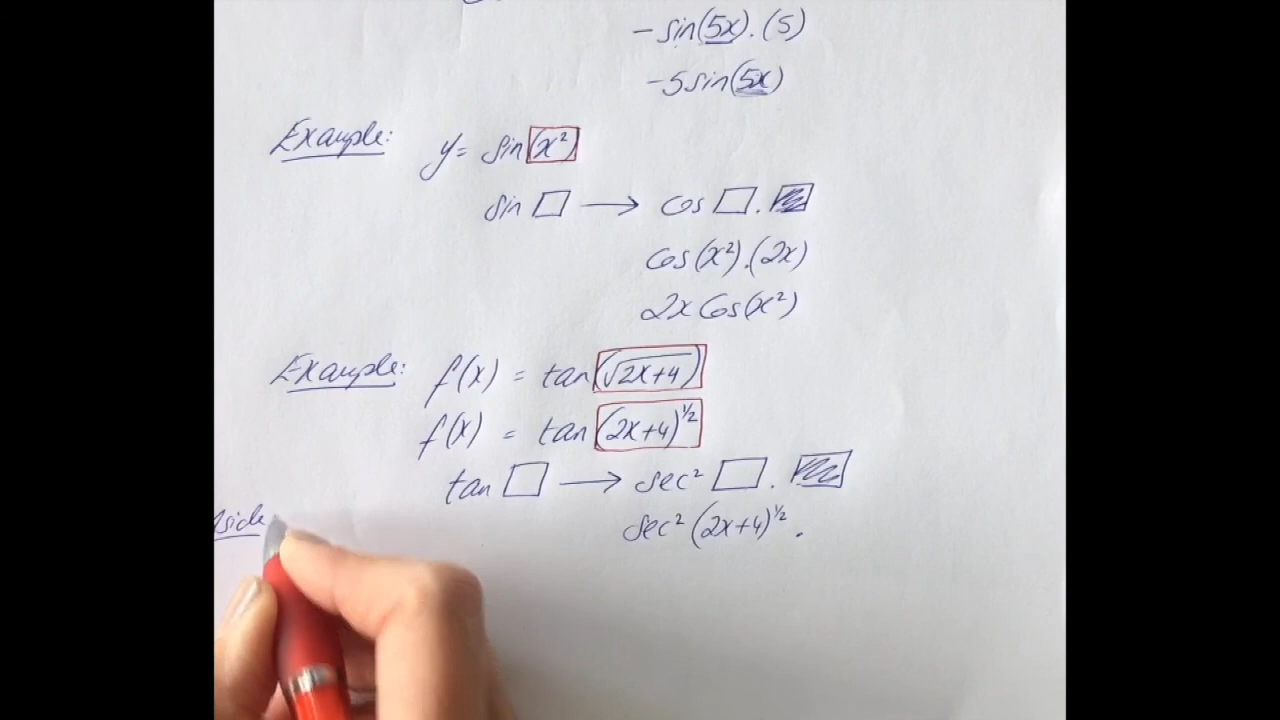 -sin(5x).(5)
-5sin(5x)
Example: y= sin(x²)
sin □ → cos □.▨
cos(x²).(2x)
2x Cos(x²)
Example: f(x) = tan(√2x+4)
f(x) = tan(2x+4)^½
tan □ → sec² □.▨
Aside
sec²(2x+4)^½ .